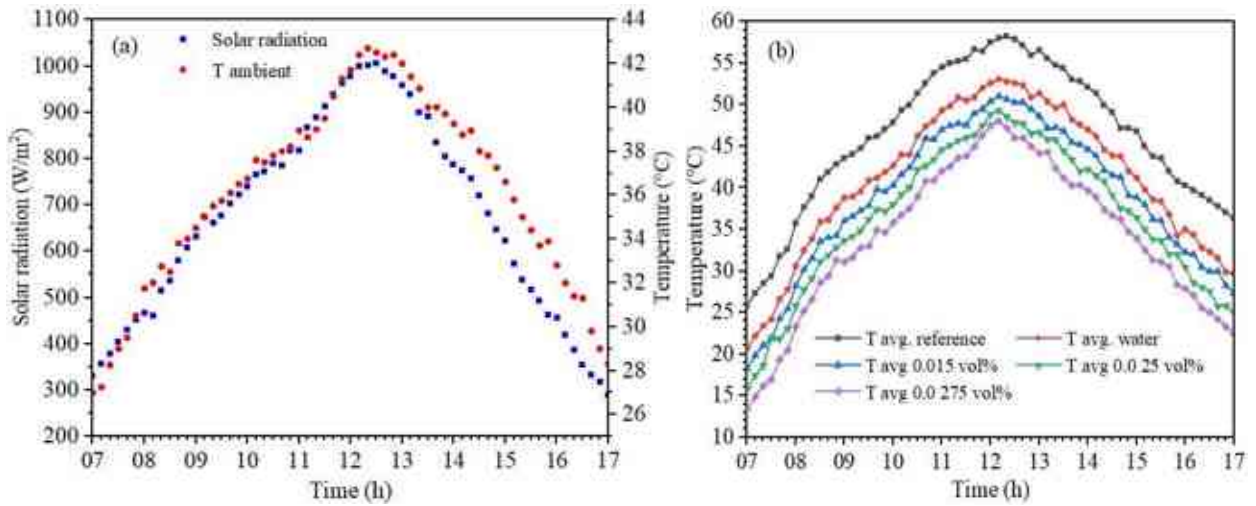 (a)
Solar radiation
T ambient
Solar radiation (W/m²)
1100
1000
900
800
700
600
500
400
300
200
44
42
40
38
36
34
32
30
28
26
Temperature (°C)
07 08 09 10 11 12 13 14 15 16 17
Time (h)
(b)
Temperature (°C)
60
55
50
45
40
35
30
25
20
15
10
T avg. reference T avg. water
T avg 0.015 vol% T avg 0.0 25 vol%
T avg 0.0 275 vol%
07 08 09 10 11 12 13 14 15 16 17
Time (h)